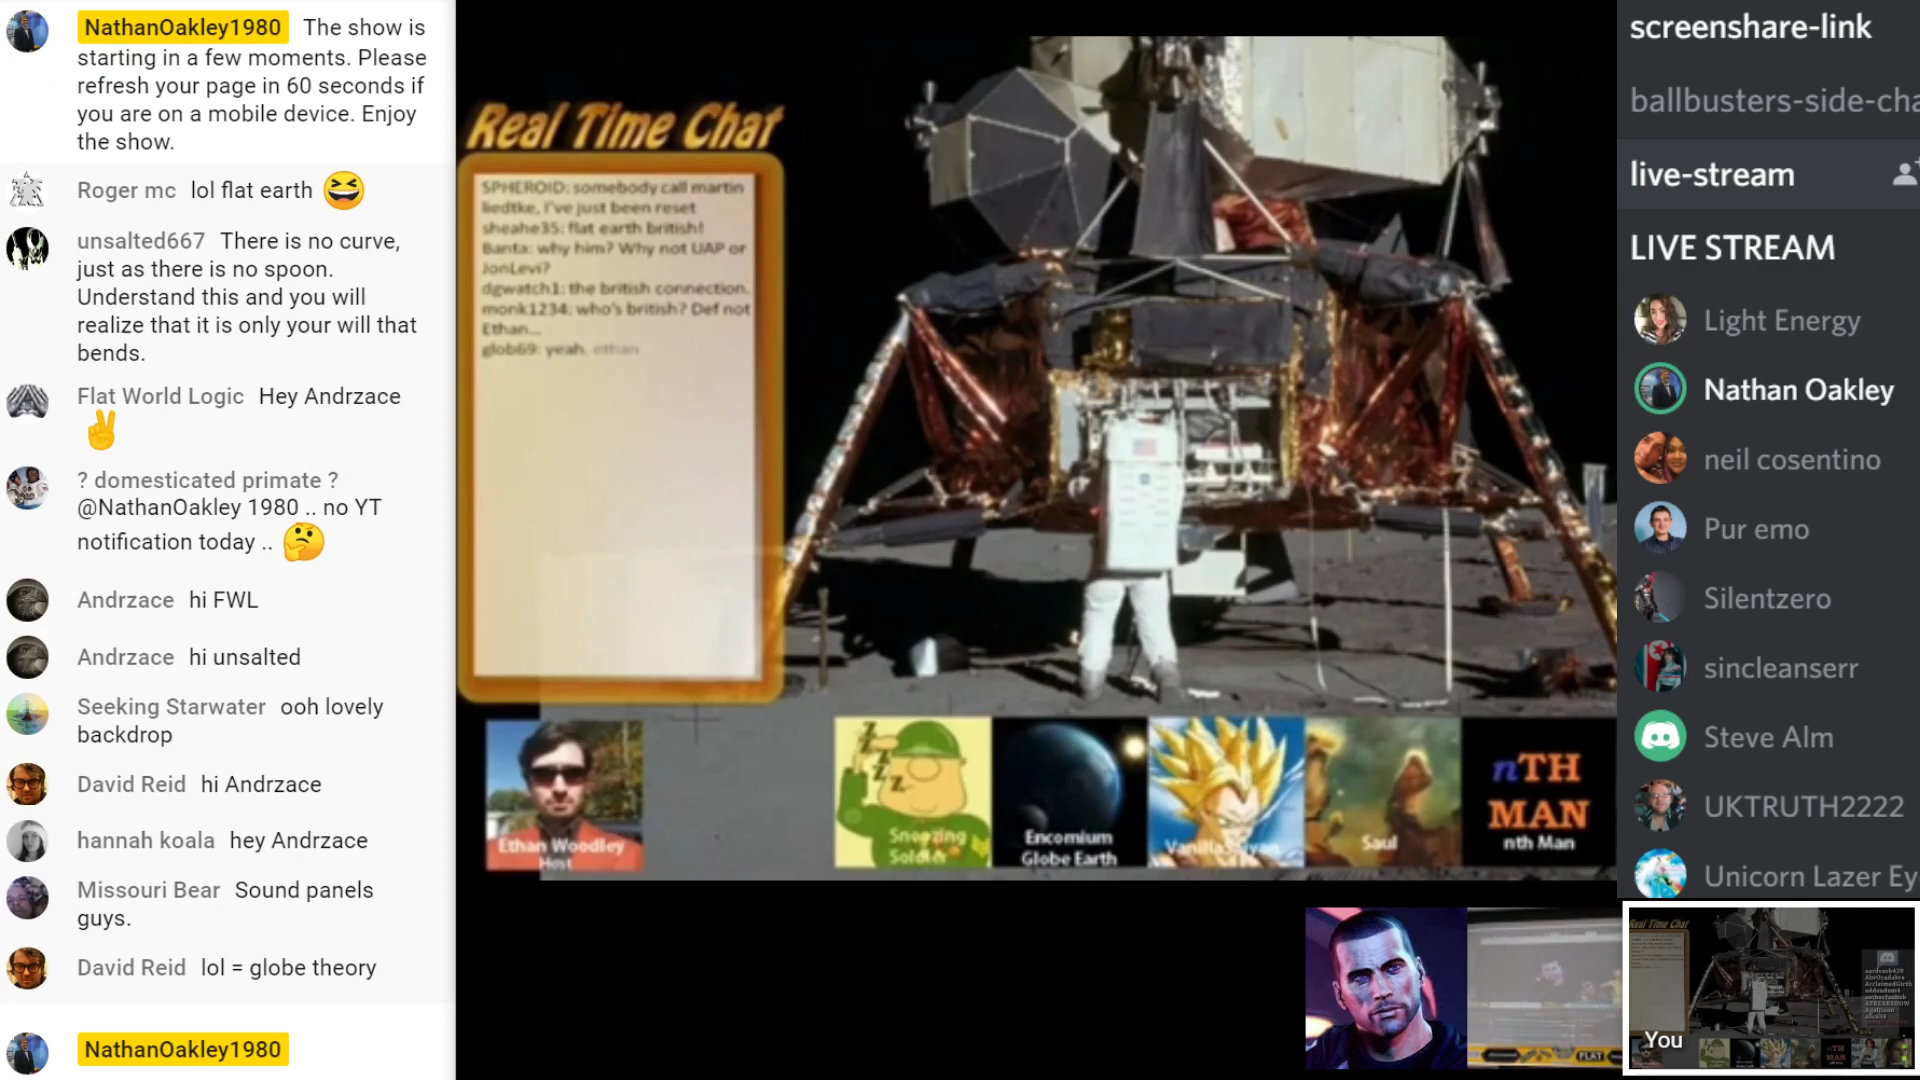 NathanOakley1980 The show is
starting in a few moments. Please
refresh your page in 60 seconds if
you are on a mobile device. Enjoy
the show.
Roger mc lol flat earth
unsalted667 There is no curve,
just as there is no spoon.
Understand this and you will
realize that it is only your will that
bends.
Flat World Logic Hey Andrzace
? domesticated primate ?
@NathanOakley 1980 .. no YT
notification today ..
Andrzace hi FWL
Andrzace hi unsalted
Seeking Starwater ooh lovely
backdrop
David Reid hi Andrzace
hannah koala hey Andrzace
Missouri Bear Sound panels
guys.
David Reid lol = globe theory
NathanOakley1980
Real Time Chat
SPHEROID: somebody call martin
liedtke, I've just been reset
sheahe35: flat earth british!
Banta: why him? Why not UAP or
JonLevi?
dgwatch1: the british connection.
monk1234: who's british? Def not
Ethan...
glob69: yeah, ethan
Ethan Woodley
Host
Z Z Z Z
Snoozing
Soldier
Encomium
Globe Earth
Saul
nTH
MAN
nth Man
screenshare-link
ballbusters-side-cha
live-stream
LIVE STREAM
Light Energy
Nathan Oakley
neil cosentino
Pur emo
Silentzero
sincleanserr
Steve Alm
UKTRUTH2222
Unicorn Lazer Ey
FLAT
Real Time Chat
You